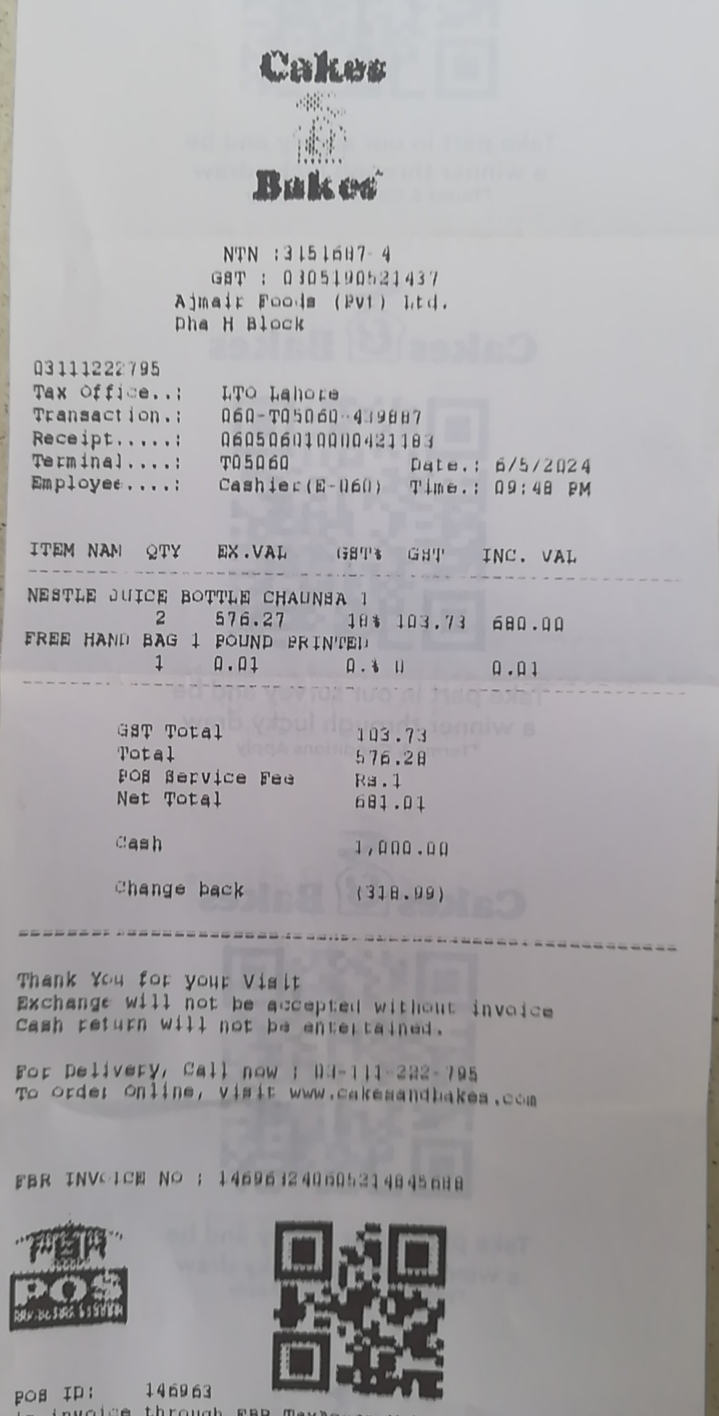 Cakes
Bakes
NTN :3151687-4
GST : 0305190521437
Ajmair Foods (Pvt) Ltd.
Dha H Block
03111222795
Tax Office..: LTO Lahore
Transaction.: 060-T05060-439887
Receipt.....: 060506010000421183
Terminal....: T05060 Date.: 6/5/2024
Employee....: Cashier(E-060) Time.: 09:48 PM
ITEM NAM QTY EX.VAL GST% GST INC. VAL
NESTLE JUICE BOTTLE CHAUNSA 1
2 576.27 18% 103.73 680.00
FREE HAND BAG 1 POUND PRINTED
1 0.01 0.% 0 0.01
GST Total 103.73
Total 576.28
POS Service Fee Rs.1
Net Total 681.01
Cash 1,000.00
Change back (318.99)
Thank You for your Visit
Exchange will not be accepted without invoice
Cash return will not be entertained.
For Delivery, Call now : 03-111-222-795
To Order Online, visit www.cakesandbakes.com
FBR INVOICE NO :
FBR
POS
POS ID: 146963
invoice through FBR